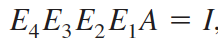 E₄E₃E₂E₁A = I,